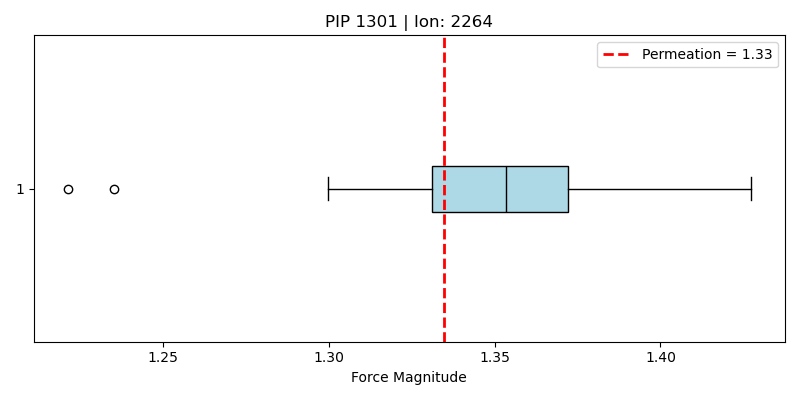 PIP 1301 | Ion: 2264
Permeation = 1.33
1
1.25 1.30 1.35 1.40
Force Magnitude